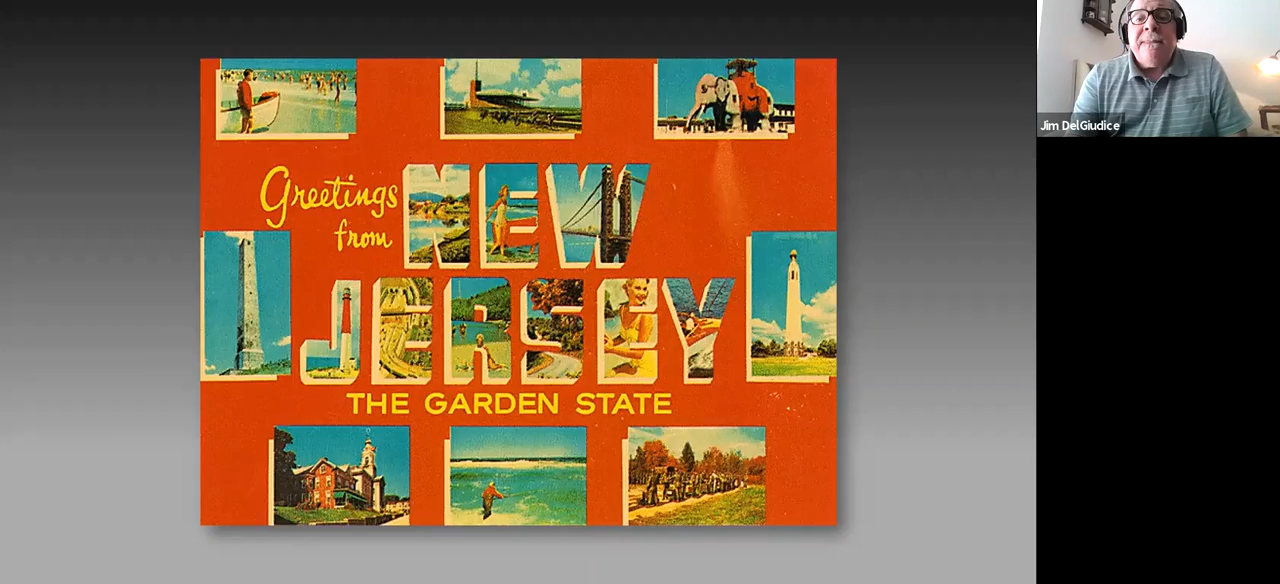 Greetings
from
NEW
JERSEY
THE GARDEN STATE
Jim DelGiudice